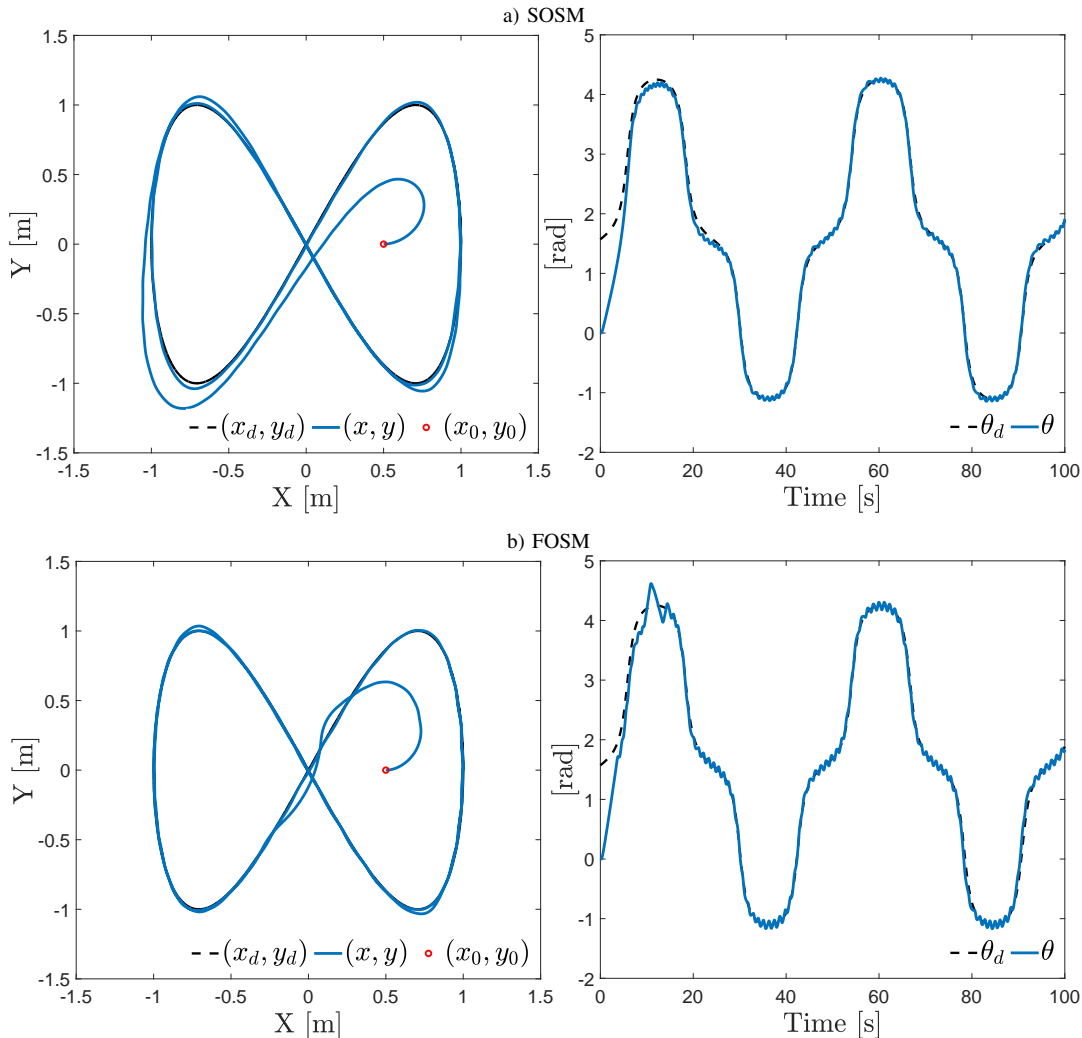 a) SOSM
1.5
1
0.5
0
-0.5
-1
-1.5
Y [m]
-1.5 -1 -0.5 0 0.5 1 1.5
X [m]
(x_d, y_d) (x, y) (x_0, y_0)
5
4
3
2
1
0
-1
-2
[rad]
0 20 40 60 80 100
Time [s]
θ_d θ
b) FOSM
1.5
1
0.5
0
-0.5
-1
-1.5
Y [m]
-1.5 -1 -0.5 0 0.5 1 1.5
X [m]
(x_d, y_d) (x, y) (x_0, y_0)
5
4
3
2
1
0
-1
-2
[rad]
0 20 40 60 80 100
Time [s]
θ_d θ